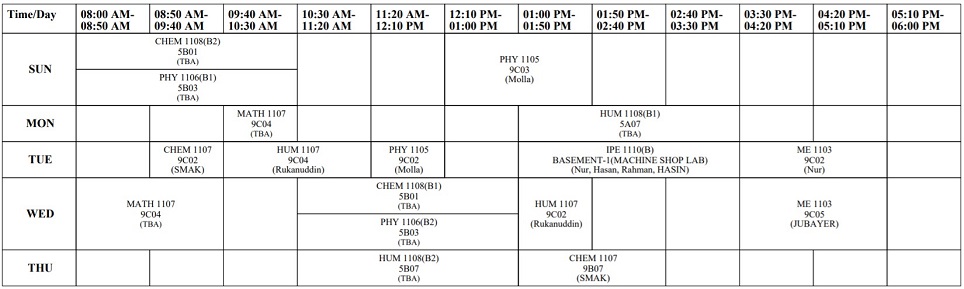 Time/Day
08:00 AM-
08:50 AM
08:50 AM-
09:40 AM
09:40 AM-
10:30 AM
10:30 AM-
11:20 AM
11:20 AM-
12:10 PM
12:10 PM-
01:00 PM
01:00 PM-
01:50 PM
01:50 PM-
02:40 PM
02:40 PM-
03:30 PM
03:30 PM-
04:20 PM
04:20 PM-
05:10 PM
05:10 PM-
06:00 PM
SUN
CHEM 1108(B2)
5B01
(TBA)
PHY 1106(B1)
5B03
(TBA)
PHY 1105
9C03
(Molla)
MON
MATH 1107
9C04
(TBA)
HUM 1108(B1)
5A07
(TBA)
TUE
CHEM 1107
9C02
(SMAK)
HUM 1107
9C04
(Rukanuddin)
PHY 1105
9C02
(Molla)
IPE 1110(B)
BASEMENT-1(MACHINE SHOP LAB)
(Nur, Hasan, Rahman, HASIN)
ME 1103
9C02
(Nur)
WED
MATH 1107
9C04
(TBA)
CHEM 1108(B1)
5B01
(TBA)
PHY 1106(B2)
5B03
(TBA)
HUM 1107
9C02
(Rukanuddin)
ME 1103
9C05
(JUBAYER)
THU
HUM 1108(B2)
5B07
(TBA)
CHEM 1107
9B07
(SMAK)